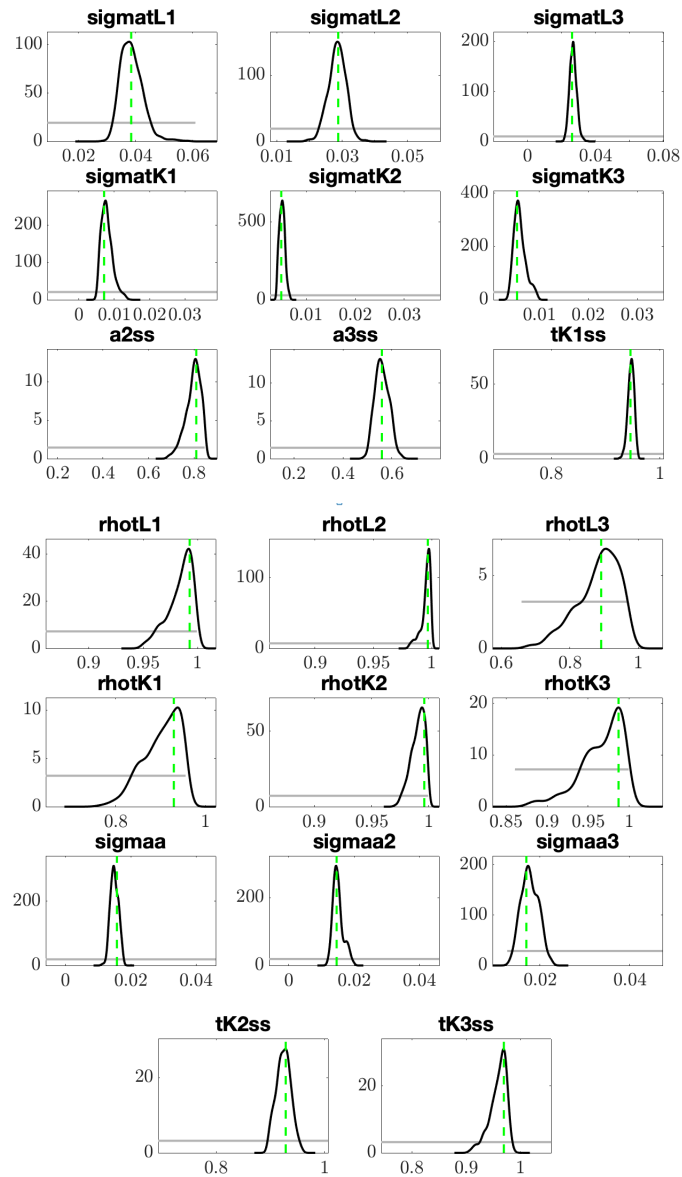 sigmatL1 sigmatL2 sigmatL3
100 50 0 0.02 0.04 0.06
100 0 0.01 0.03 0.05
200 100 0 0 0.04 0.08
sigmatK1 sigmatK2 sigmatK3
200 100 0 0 0.01 0.02 0.03
500 0 0.01 0.02 0.03
400 200 0 0.01 0.02 0.03
a2ss a3ss tK1ss
10 5 0 0.2 0.4 0.6 0.8
10 5 0 0.2 0.4 0.6
50 0 0.8 1
rhotL1 rhotL2 rhotL3
40 20 0 0.9 0.95 1
100 0 0.9 0.95 1
5 0 0.6 0.8 1
rhotK1 rhotK2 rhotK3
10 5 0 0.8 1
50 0 0.9 0.95 1
20 10 0 0.85 0.9 0.95 1
sigmaa sigmaa2 sigmaa3
200 0 0 0.02 0.04
200 0 0 0.02 0.04
200 100 0 0.02 0.04
tK2ss tK3ss
20 0 0.8 1
20 0 0.8 0.9 1